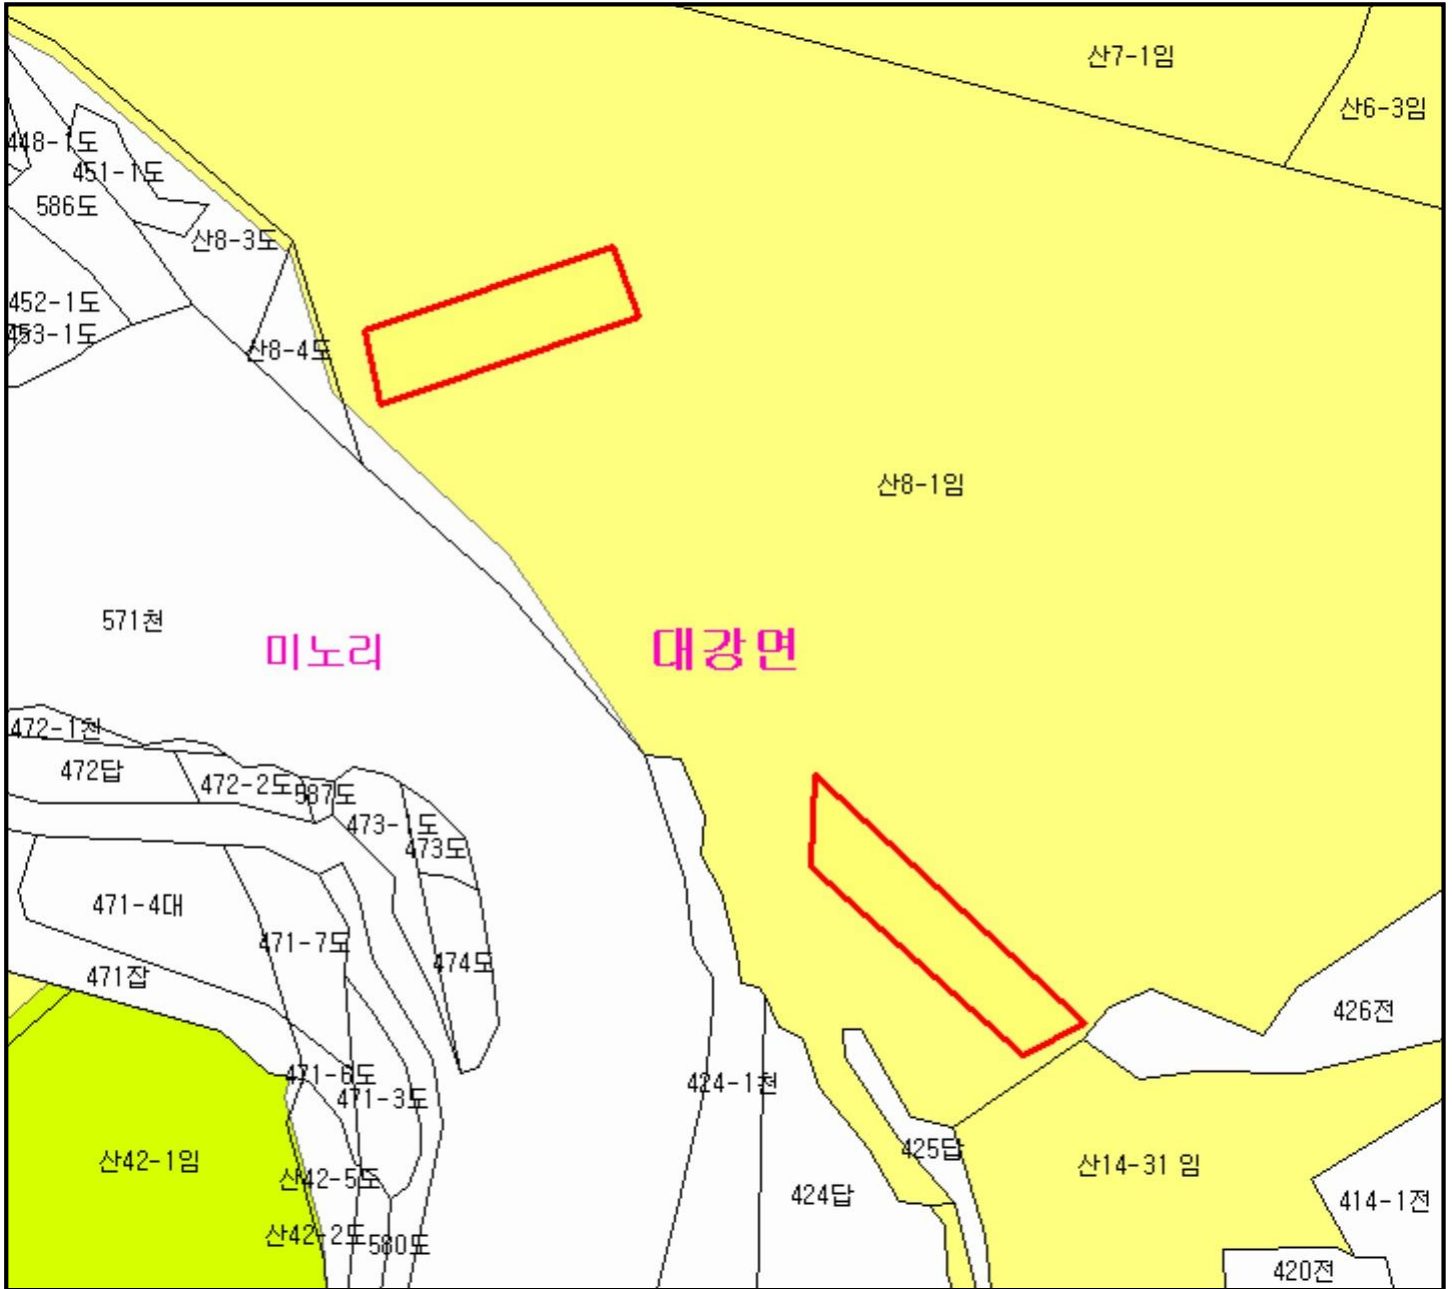 산7-1임
산6-3임
448-1도
451-1도
586도
산8-3도
452-1도
453-1도
산8-4도
산8-1임
571천
미노리
대강면
472-1천
472답
472-2도
587도
473-1도
473도
471-4대
471-7도
474도
471잡
426전
471-6도
471-3도
424-1천
산42-1임
425답
산14-31 임
산42-5도
424답
414-1전
산42-2도
580도
420전